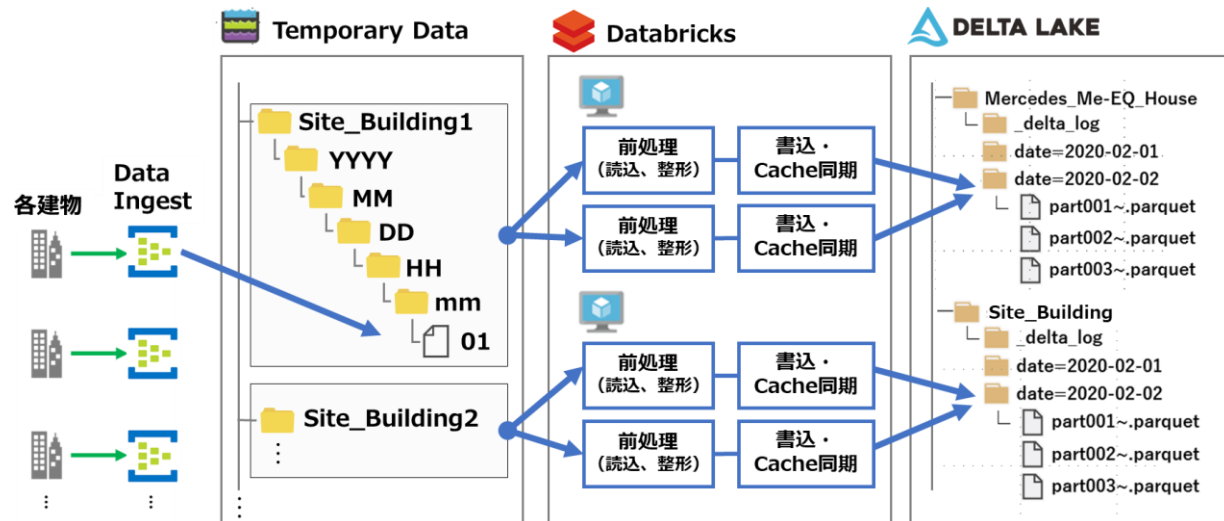 各建物
Data
Ingest
Temporary Data
Site_Building1
YYYY
MM
DD
HH
mm
01
Site_Building2
Databricks
前処理
(読込、整形)
書込・
Cache同期
前処理
(読込、整形)
書込・
Cache同期
前処理
(読込、整形)
書込・
Cache同期
前処理
(読込、整形)
書込・
Cache同期
DELTA LAKE
Mercedes_Me-EQ_House
_delta_log
date=2020-02-01
date=2020-02-02
part001~.parquet
part002~.parquet
part003~.parquet
Site_Building
_delta_log
date=2020-02-01
date=2020-02-02
part001~.parquet
part002~.parquet
part003~.parquet